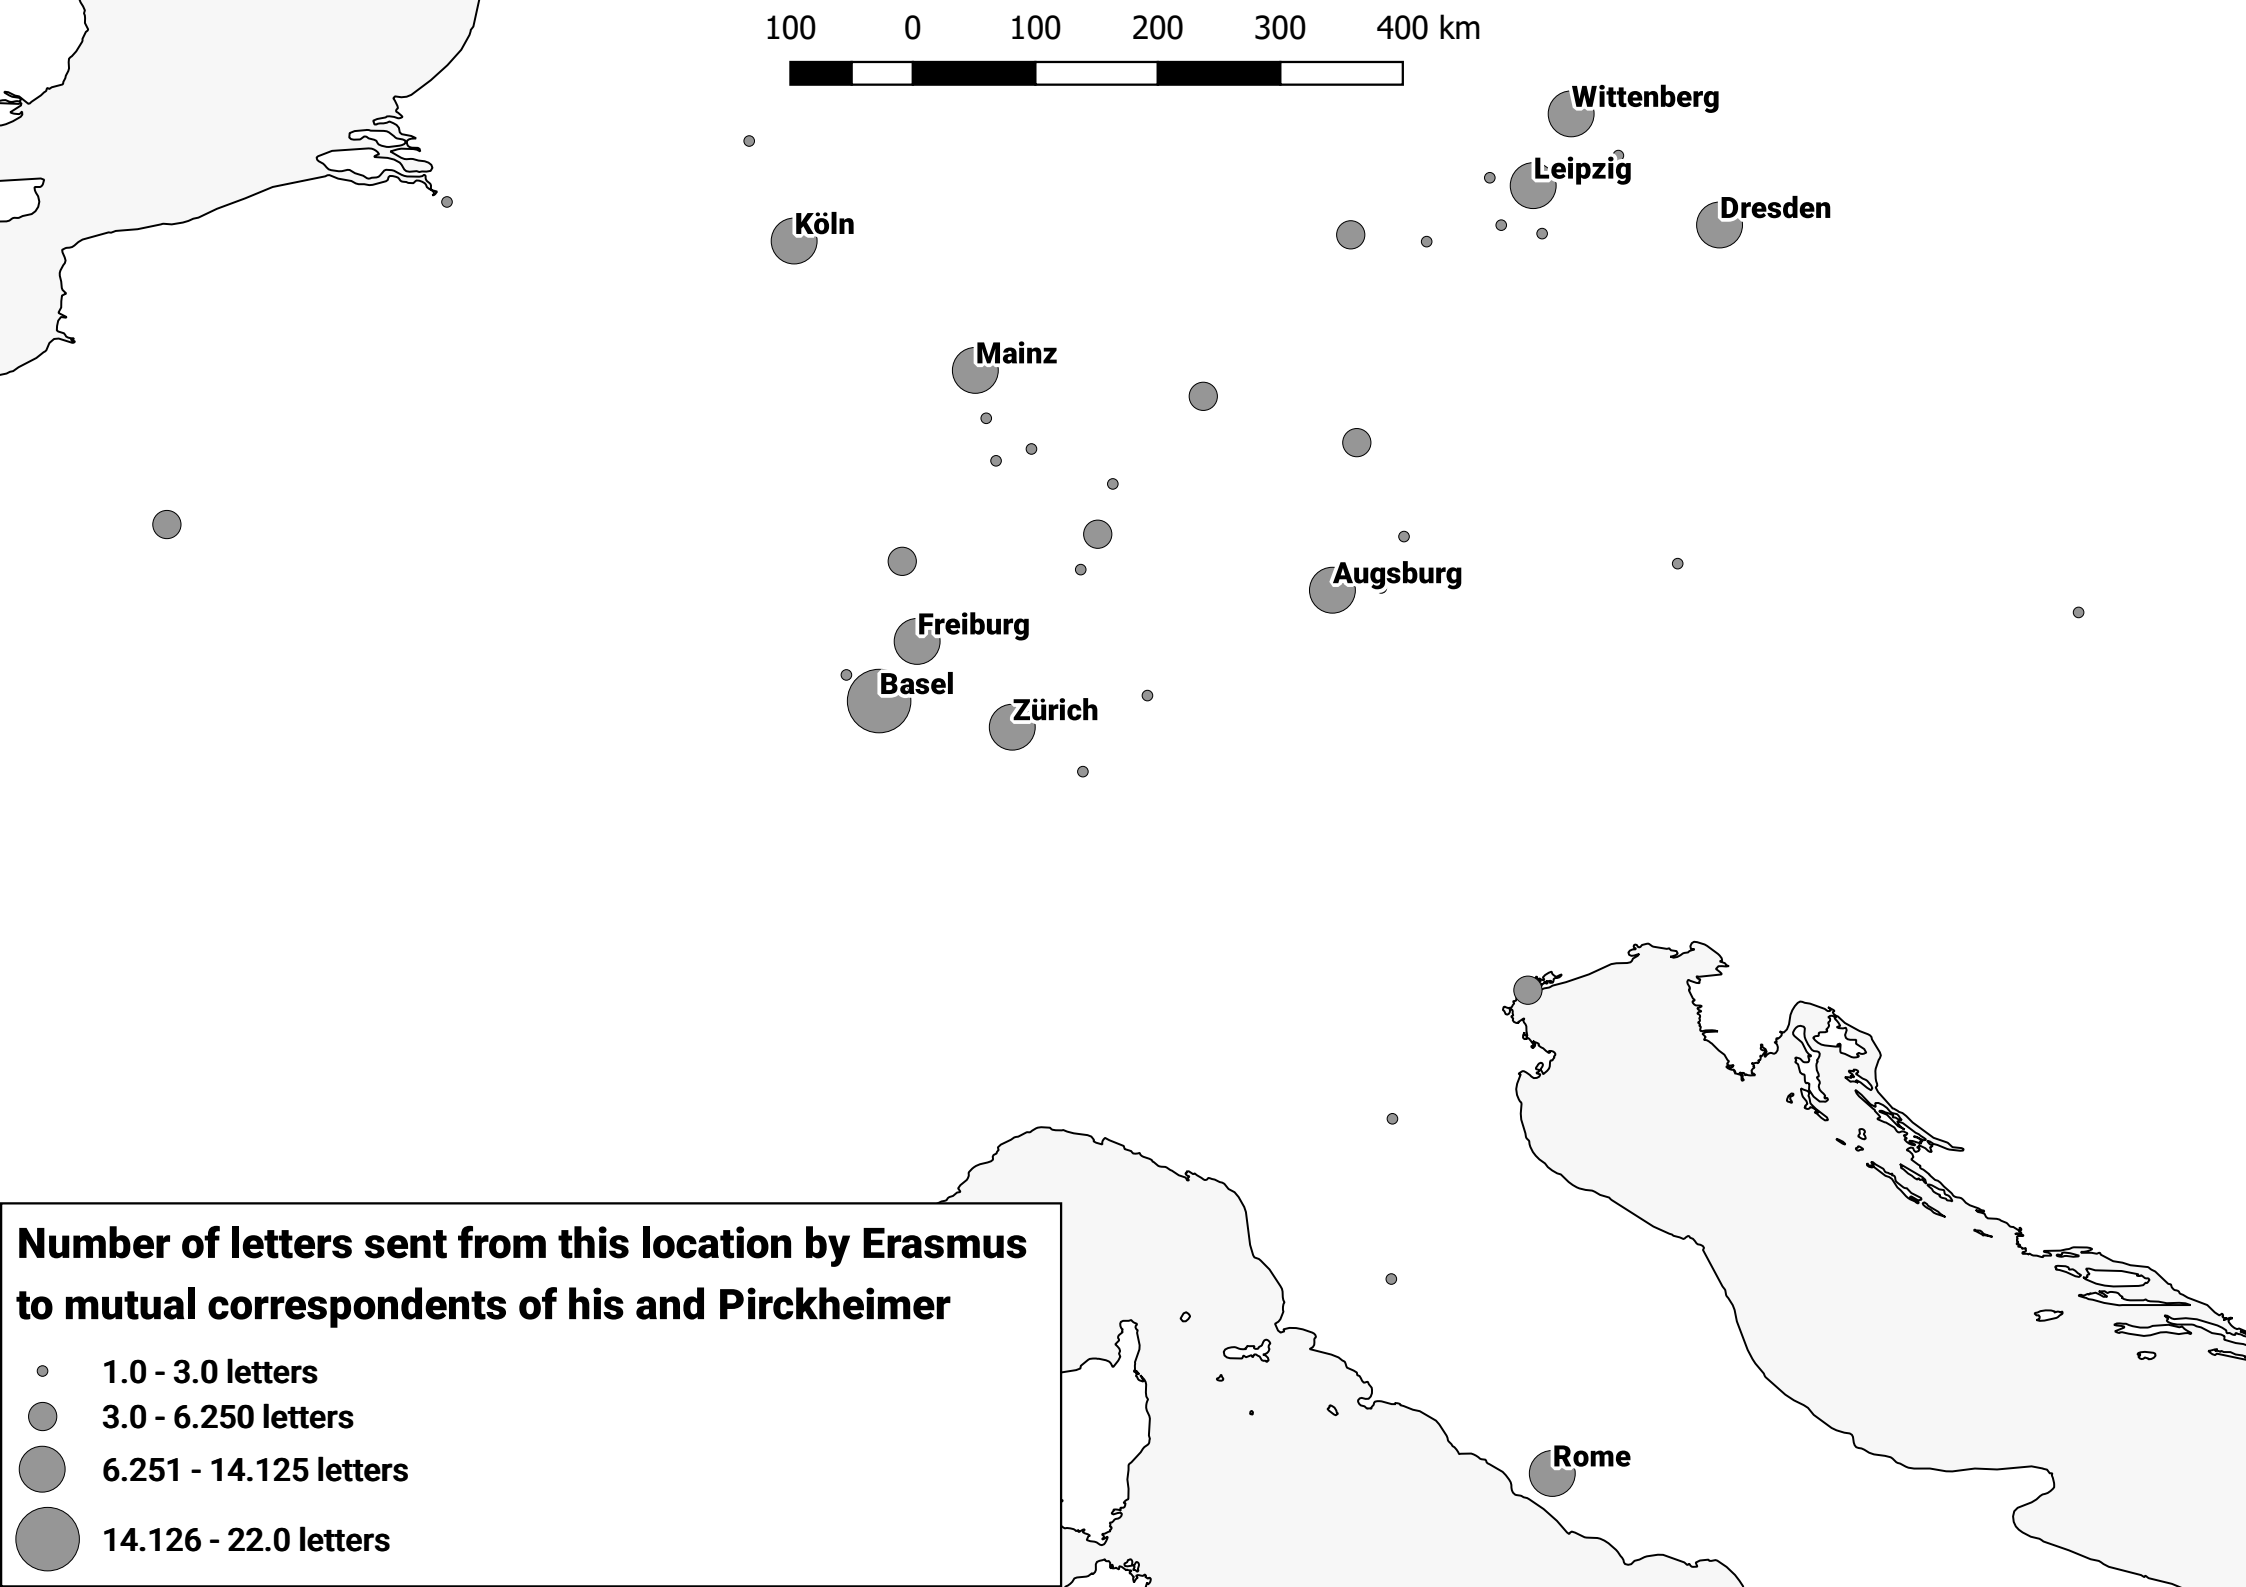 100 0 100 200 300 400 km
Wittenberg
Leipzig
Dresden
Köln
Mainz
Augsburg
Freiburg
Basel
Zürich
Number of letters sent from this location by Erasmus
to mutual correspondents of his and Pirckheimer
1.0 - 3.0 letters
3.0 - 6.250 letters
6.251 - 14.125 letters
14.126 - 22.0 letters
Rome